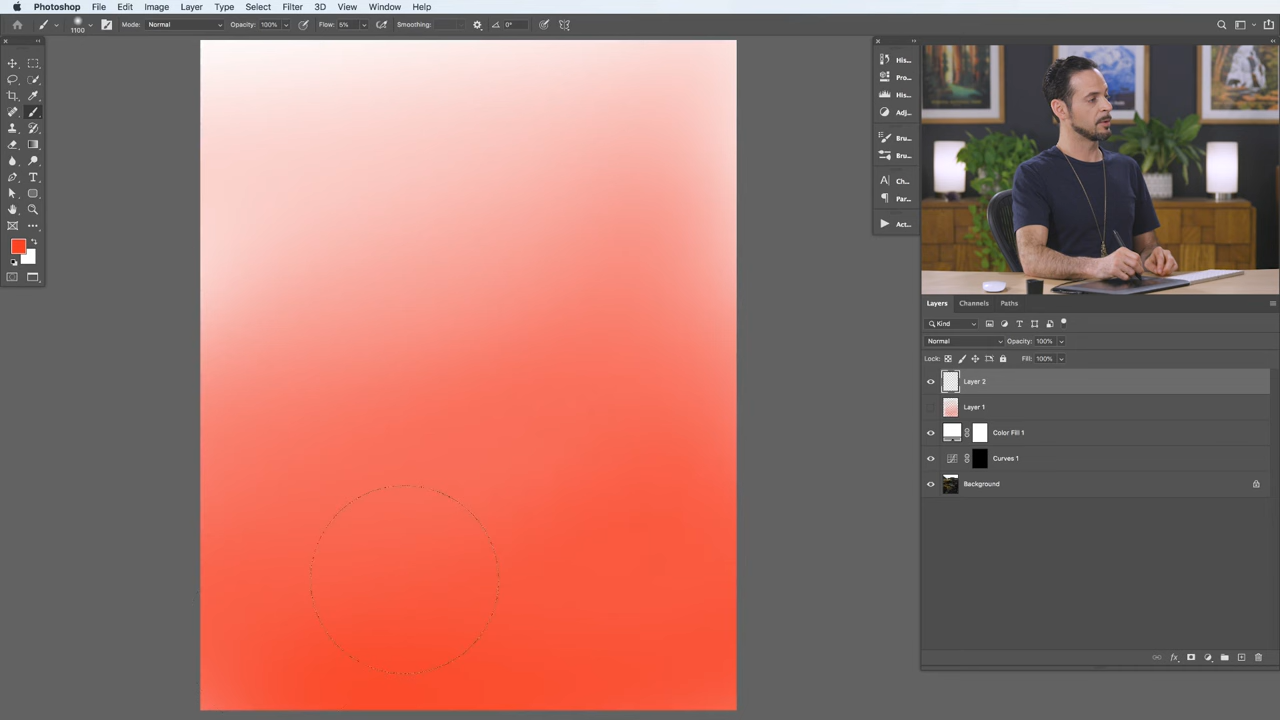 Photoshop File Edit Image Layer Type Select Filter 3D View Window Help
1100 Mode: Normal Opacity: 100% Flow: 5% Smoothing: 0°
His...
Pro...
His...
Adj...
Bru...
Bru...
Ch...
Par...
Act...
Layers Channels Paths
Kind
Normal Opacity: 100%
Lock: Fill: 100%
Layer 2
Layer 1
Color Fill 1
Curves 1
Background
fx